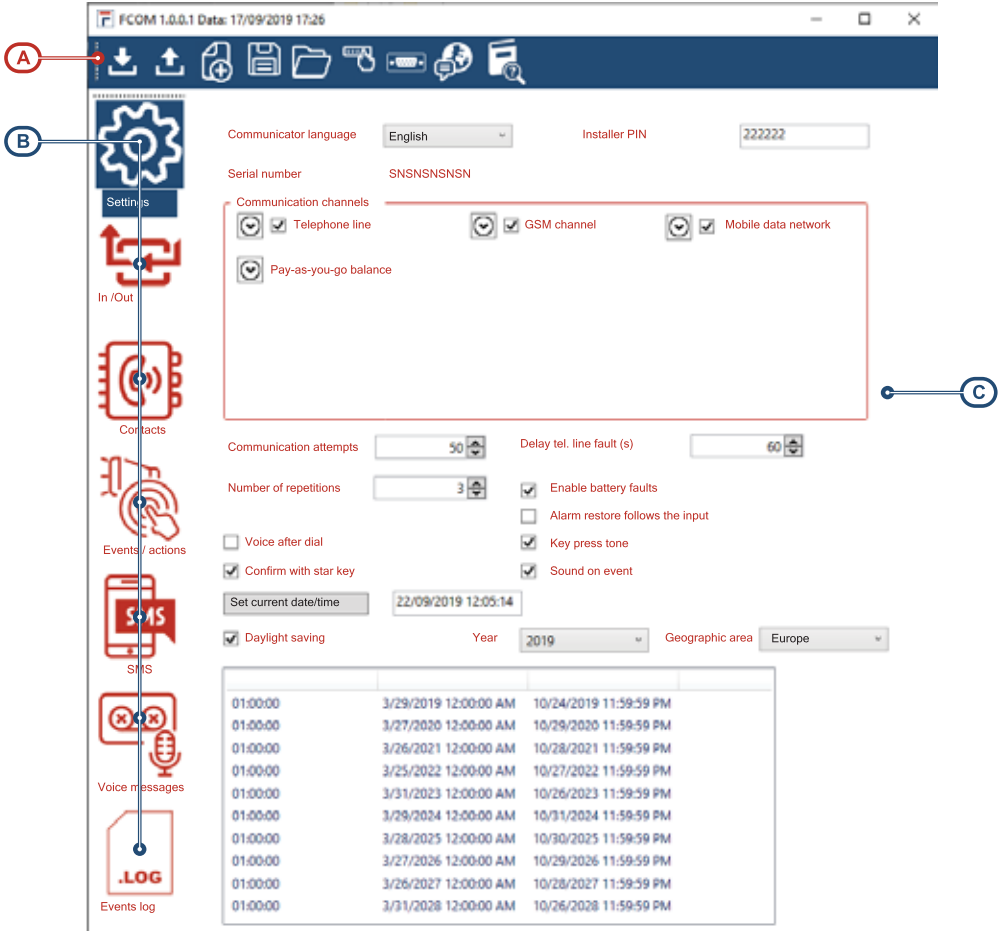 FCOM 1.0.0.1 Data: 17/09/2019 17:26
A
B
Communicator language English Installer PIN 222222
Serial number SNSNSNSNSN
Settings
Communication channels
Telephone line GSM channel Mobile data network
Pay-as-you-go balance
In /Out
C
Contacts
Communication attempts 50 Delay tel. line fault (s) 60
Number of repetitions 3 Enable battery faults
Alarm restore follows the input
Voice after dial Key press tone
Events / actions
Confirm with star key Sound on event
Set current date/time 22/09/2019 12:05:14
SMS
Daylight saving Year 2019 Geographic area Europe
SMS
01:00:00 3/29/2019 12:00:00 AM 10/24/2019 11:59:59 PM
01:00:00 3/27/2020 12:00:00 AM 10/29/2020 11:59:59 PM
01:00:00 3/26/2021 12:00:00 AM 10/28/2021 11:59:59 PM
01:00:00 3/25/2022 12:00:00 AM 10/27/2022 11:59:59 PM
Voice messages
01:00:00 3/31/2023 12:00:00 AM 10/26/2023 11:59:59 PM
01:00:00 3/29/2024 12:00:00 AM 10/31/2024 11:59:59 PM
01:00:00 3/28/2025 12:00:00 AM 10/30/2025 11:59:59 PM
01:00:00 3/27/2026 12:00:00 AM 10/29/2026 11:59:59 PM
.LOG
01:00:00 3/26/2027 12:00:00 AM 10/28/2027 11:59:59 PM
01:00:00 3/31/2028 12:00:00 AM 10/26/2028 11:59:59 PM
Events log